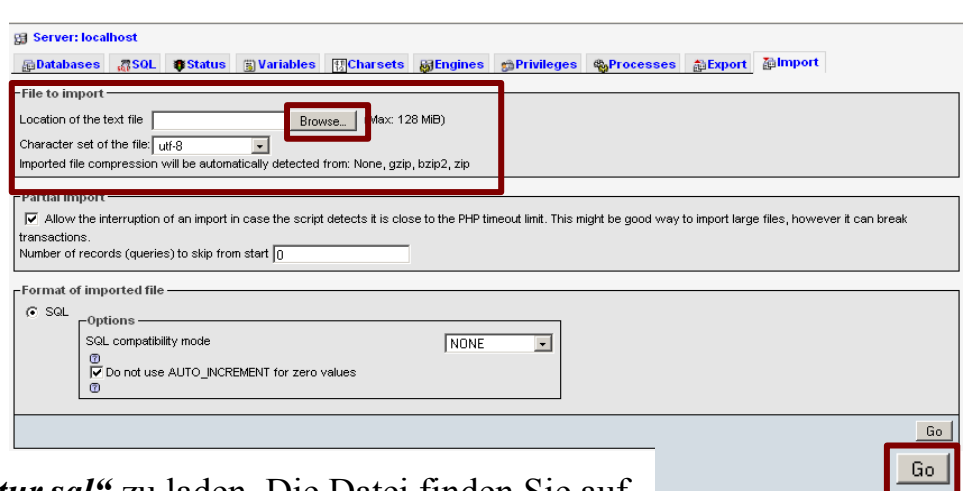 Server: localhost
Databases SQL Status Variables Charsets Engines Privileges Processes Export Import
File to import
Location of the text file Browse... (Max: 128 MiB)
Character set of the file: utf-8
Imported file compression will be automatically detected from: None, gzip, bzip2, zip
Partial import
Allow the interruption of an import in case the script detects it is close to the PHP timeout limit. This might be good way to import large files, however it can break
transactions.
Number of records (queries) to skip from start 0
Format of imported file
SQL
Options
SQL compatibility mode NONE
Do not use AUTO_INCREMENT for zero values
Go
Go
tur.sql“ zu laden. Die Datei finden Sie auf